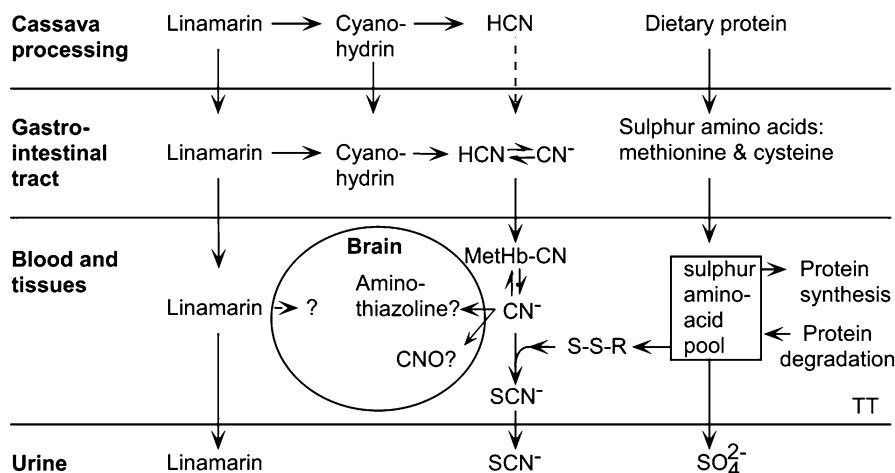 Cassava processing
Linamarin
Cyano-
hydrin
HCN
Dietary protein
Gastro-
intestinal
tract
Linamarin
Cyano-
hydrin
HCN
CN⁻
Sulphur amino acids:
methionine & cysteine
Blood and
tissues
Brain
MetHb-CN
Linamarin
?
Amino-
thiazoline?
CN⁻
CNO?
S-S-R
SCN⁻
sulphur
amino-
acid
pool
Protein
synthesis
Protein
degradation
TT
Urine
Linamarin
SCN⁻
SO₄²⁻